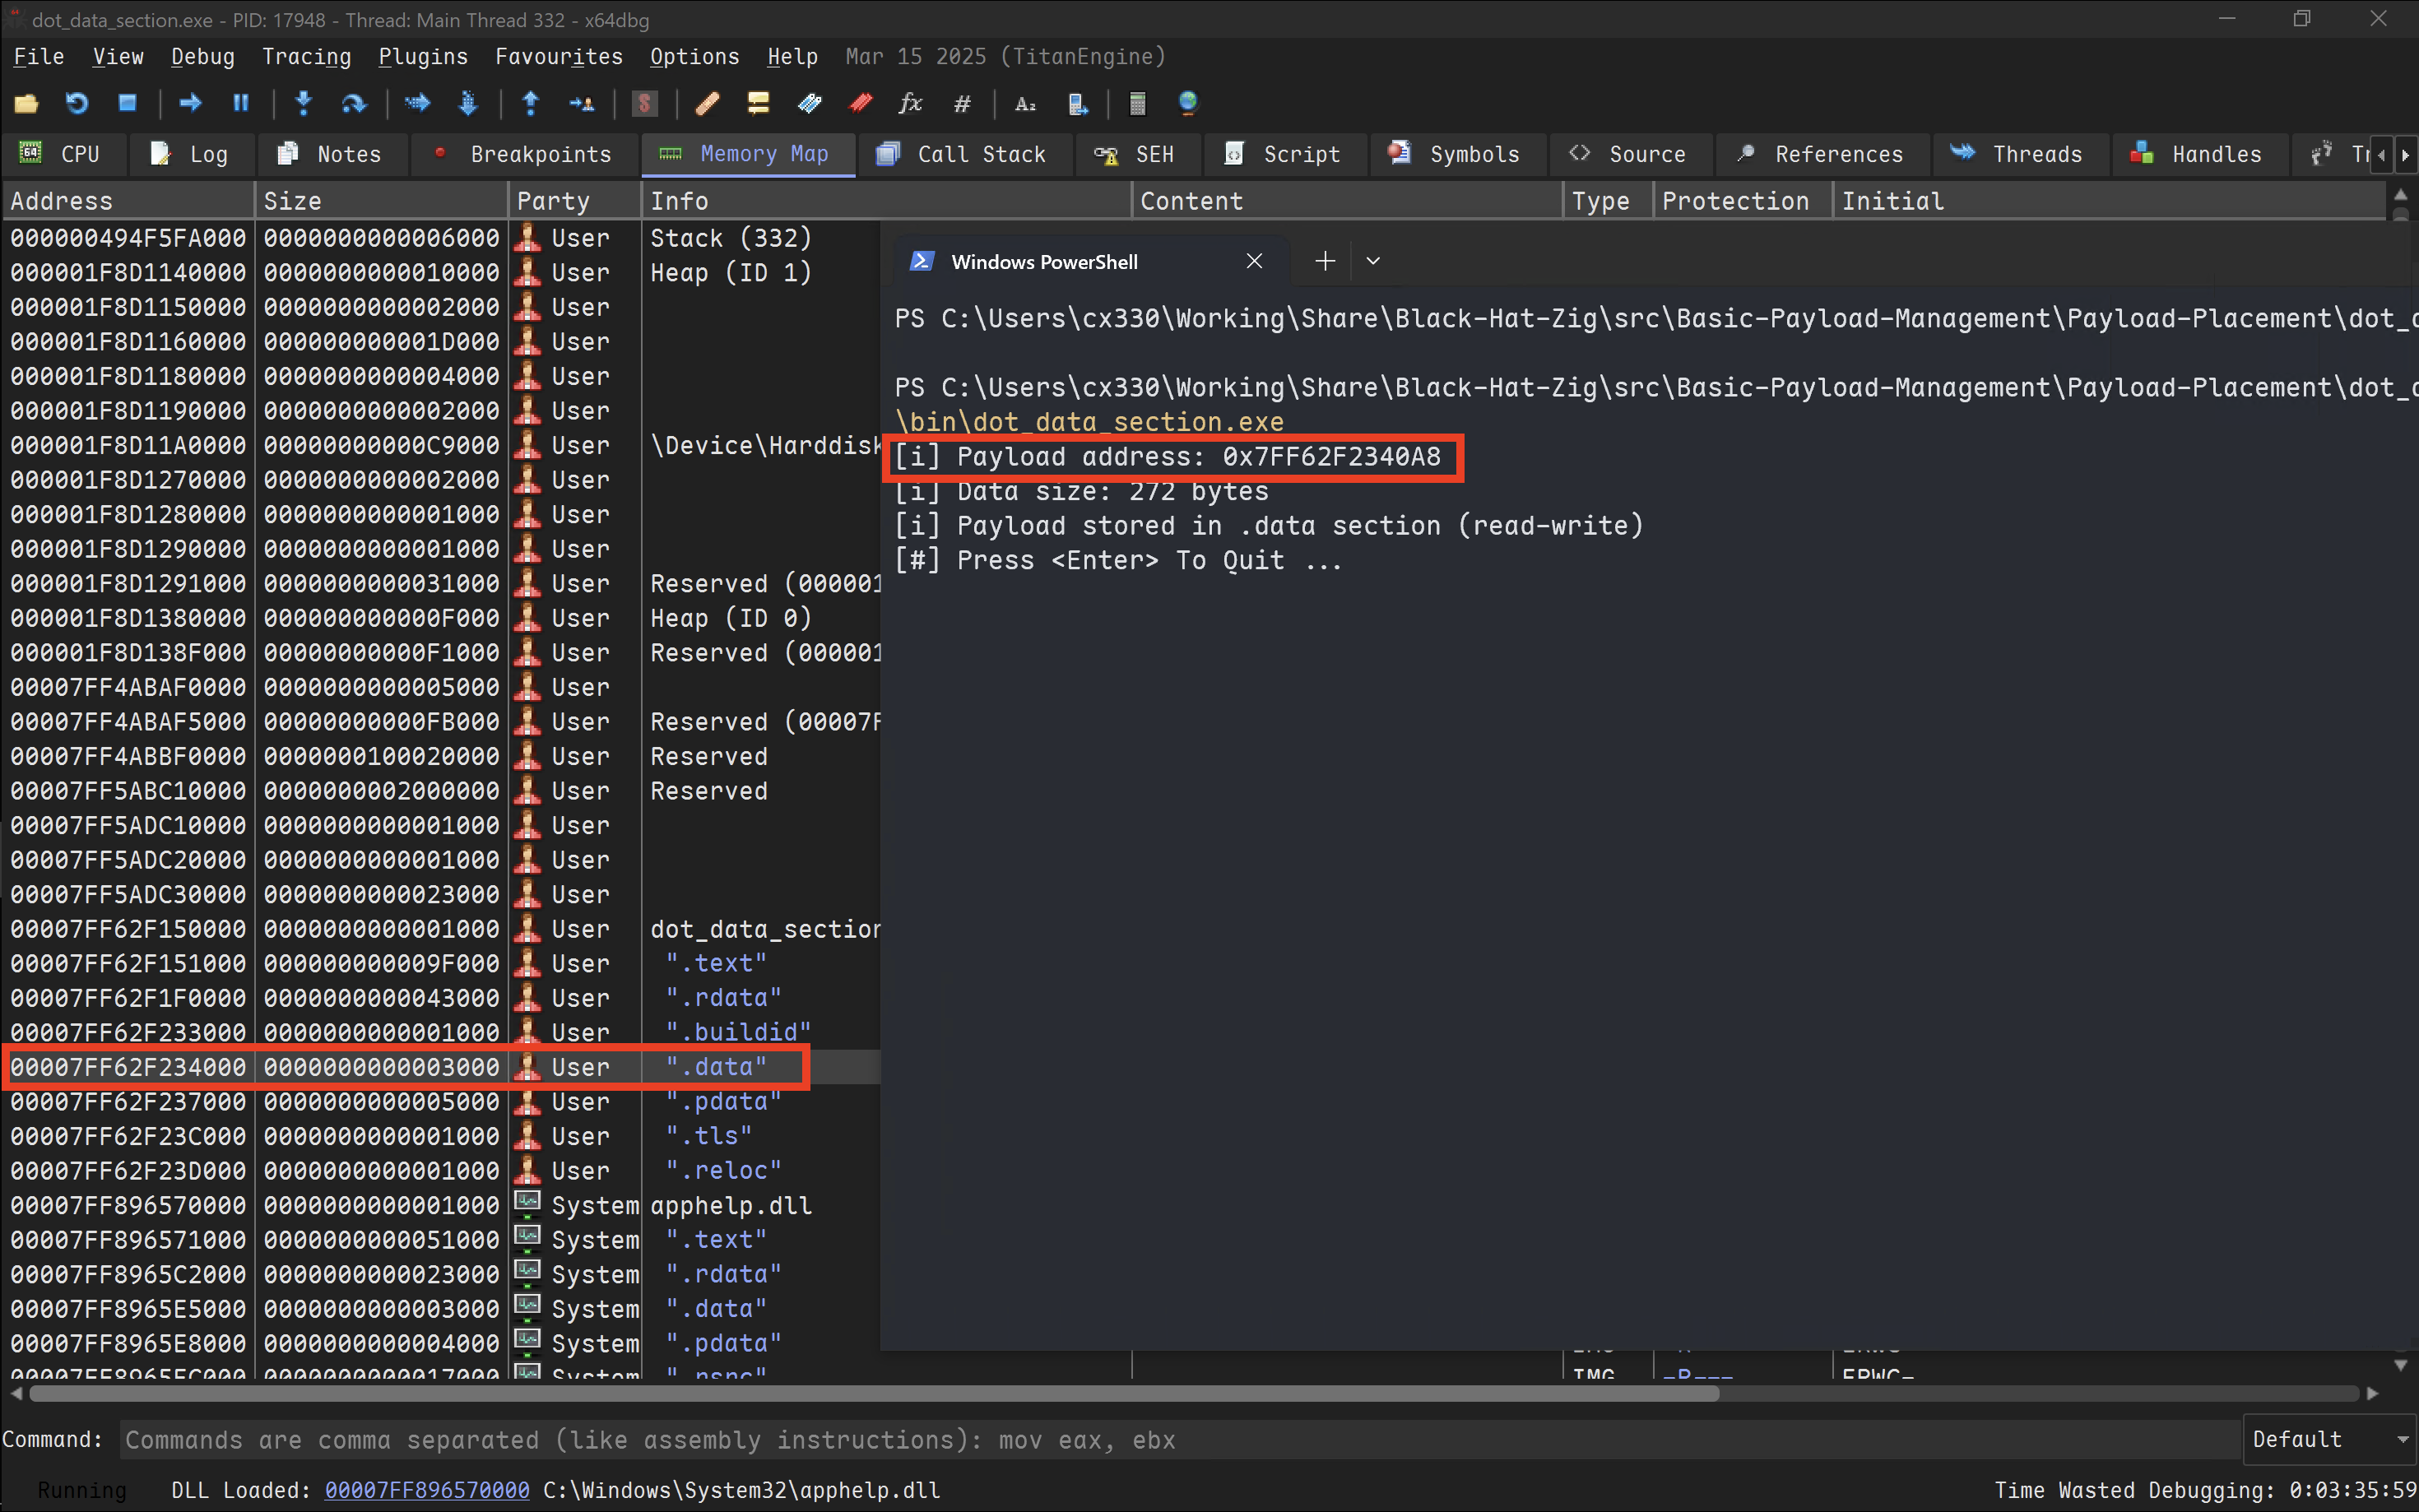 dot_data_section.exe - PID: 17948 - Thread: Main Thread 332 - x64dbg
File View Debug Tracing Plugins Favourites Options Help Mar 15 2025 (TitanEngine)
CPU Log Notes Breakpoints Memory Map Call Stack SEH Script Symbols Source References Threads Handles Tr
Address Size Party Info Content Type Protection Initial
000000494F5FA000 0000000000006000 User Stack (332)
000001F8D1140000 0000000000010000 User Heap (ID 1)
000001F8D1150000 0000000000002000 User
000001F8D1160000 000000000001D000 User
000001F8D1180000 0000000000004000 User
000001F8D1190000 0000000000002000 User
000001F8D11A0000 00000000000C9000 User \Device\Harddisk
000001F8D1270000 0000000000002000 User
000001F8D1280000 0000000000001000 User
000001F8D1290000 0000000000001000 User
000001F8D1291000 0000000000031000 User Reserved (000001
000001F8D1380000 000000000000F000 User Heap (ID 0)
000001F8D138F000 00000000000F1000 User Reserved (000001
00007FF4ABAF0000 0000000000005000 User
00007FF4ABAF5000 00000000000FB000 User Reserved (00007F
00007FF4ABBF0000 0000000100020000 User Reserved
00007FF5ABC10000 0000000002000000 User Reserved
00007FF5ADC10000 0000000000001000 User
00007FF5ADC20000 0000000000001000 User
00007FF5ADC30000 0000000000023000 User
00007FF62F150000 0000000000001000 User dot_data_section
00007FF62F151000 000000000009F000 User ".text"
00007FF62F1F0000 0000000000043000 User ".rdata"
00007FF62F233000 0000000000001000 User ".buildid"
00007FF62F234000 0000000000003000 User ".data"
00007FF62F237000 0000000000005000 User ".pdata"
00007FF62F23C000 0000000000001000 User ".tls"
00007FF62F23D000 0000000000001000 User ".reloc"
00007FF896570000 0000000000001000 System apphelp.dll
00007FF896571000 0000000000051000 System ".text"
00007FF8965C2000 0000000000023000 System ".rdata"
00007FF8965E5000 0000000000003000 System ".data"
00007FF8965E8000 0000000000004000 System ".pdata"
00007FF8965EC000 0000000000017000 System ".rsrc" IMG -R--- ERWC-
Windows PowerShell
PS C:\Users\cx330\Working\Share\Black-Hat-Zig\src\Basic-Payload-Management\Payload-Placement\dot_d
PS C:\Users\cx330\Working\Share\Black-Hat-Zig\src\Basic-Payload-Management\Payload-Placement\dot_d
\bin\dot_data_section.exe
[i] Payload address: 0x7FF62F2340A8
[i] Data size: 272 bytes
[i] Payload stored in .data section (read-write)
[#] Press <Enter> To Quit ...
Command: Commands are comma separated (like assembly instructions): mov eax, ebx Default
Running DLL Loaded: 00007FF896570000 C:\Windows\System32\apphelp.dll Time Wasted Debugging: 0:03:35:59